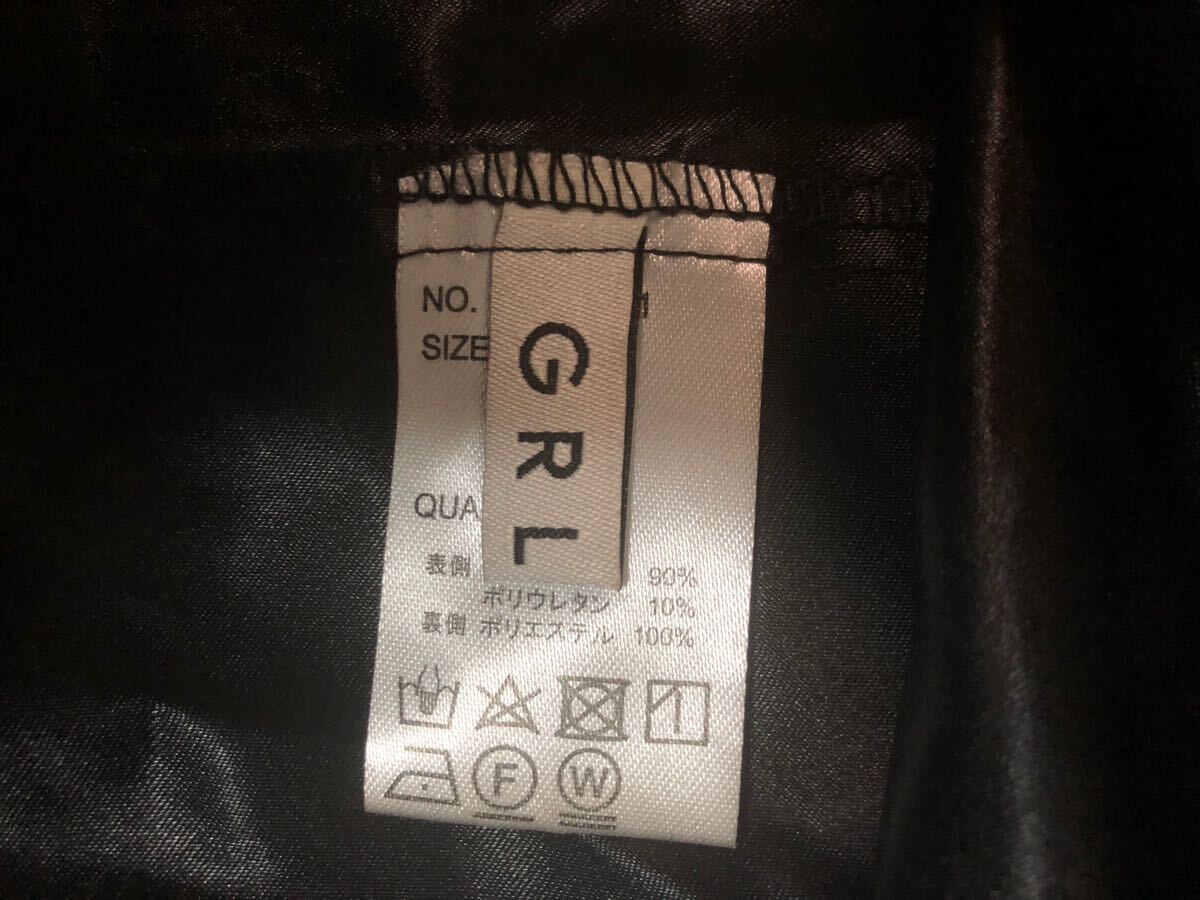 NO.
SIZE
GRL
QUA
表側 90%
ポリウレタン 10%
裏側 ポリエステル 100%
F
W